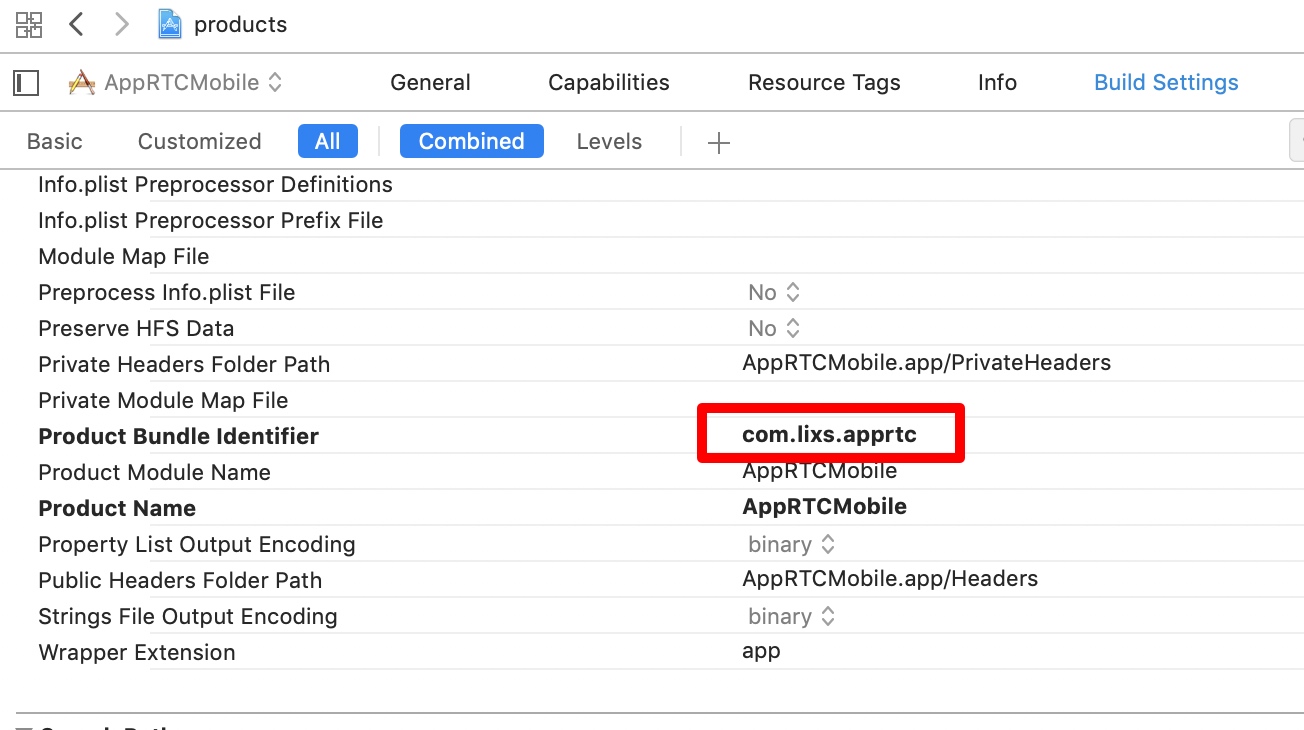 products
AppRTCMobile General Capabilities Resource Tags Info Build Settings
Basic Customized All Combined Levels
Info.plist Preprocessor Definitions
Info.plist Preprocessor Prefix File
Module Map File
Preprocess Info.plist File No
Preserve HFS Data No
Private Headers Folder Path AppRTCMobile.app/PrivateHeaders
Private Module Map File
Product Bundle Identifier com.lixs.apprtc
Product Module Name AppRTCMobile
Product Name AppRTCMobile
Property List Output Encoding binary
Public Headers Folder Path AppRTCMobile.app/Headers
Strings File Output Encoding binary
Wrapper Extension app